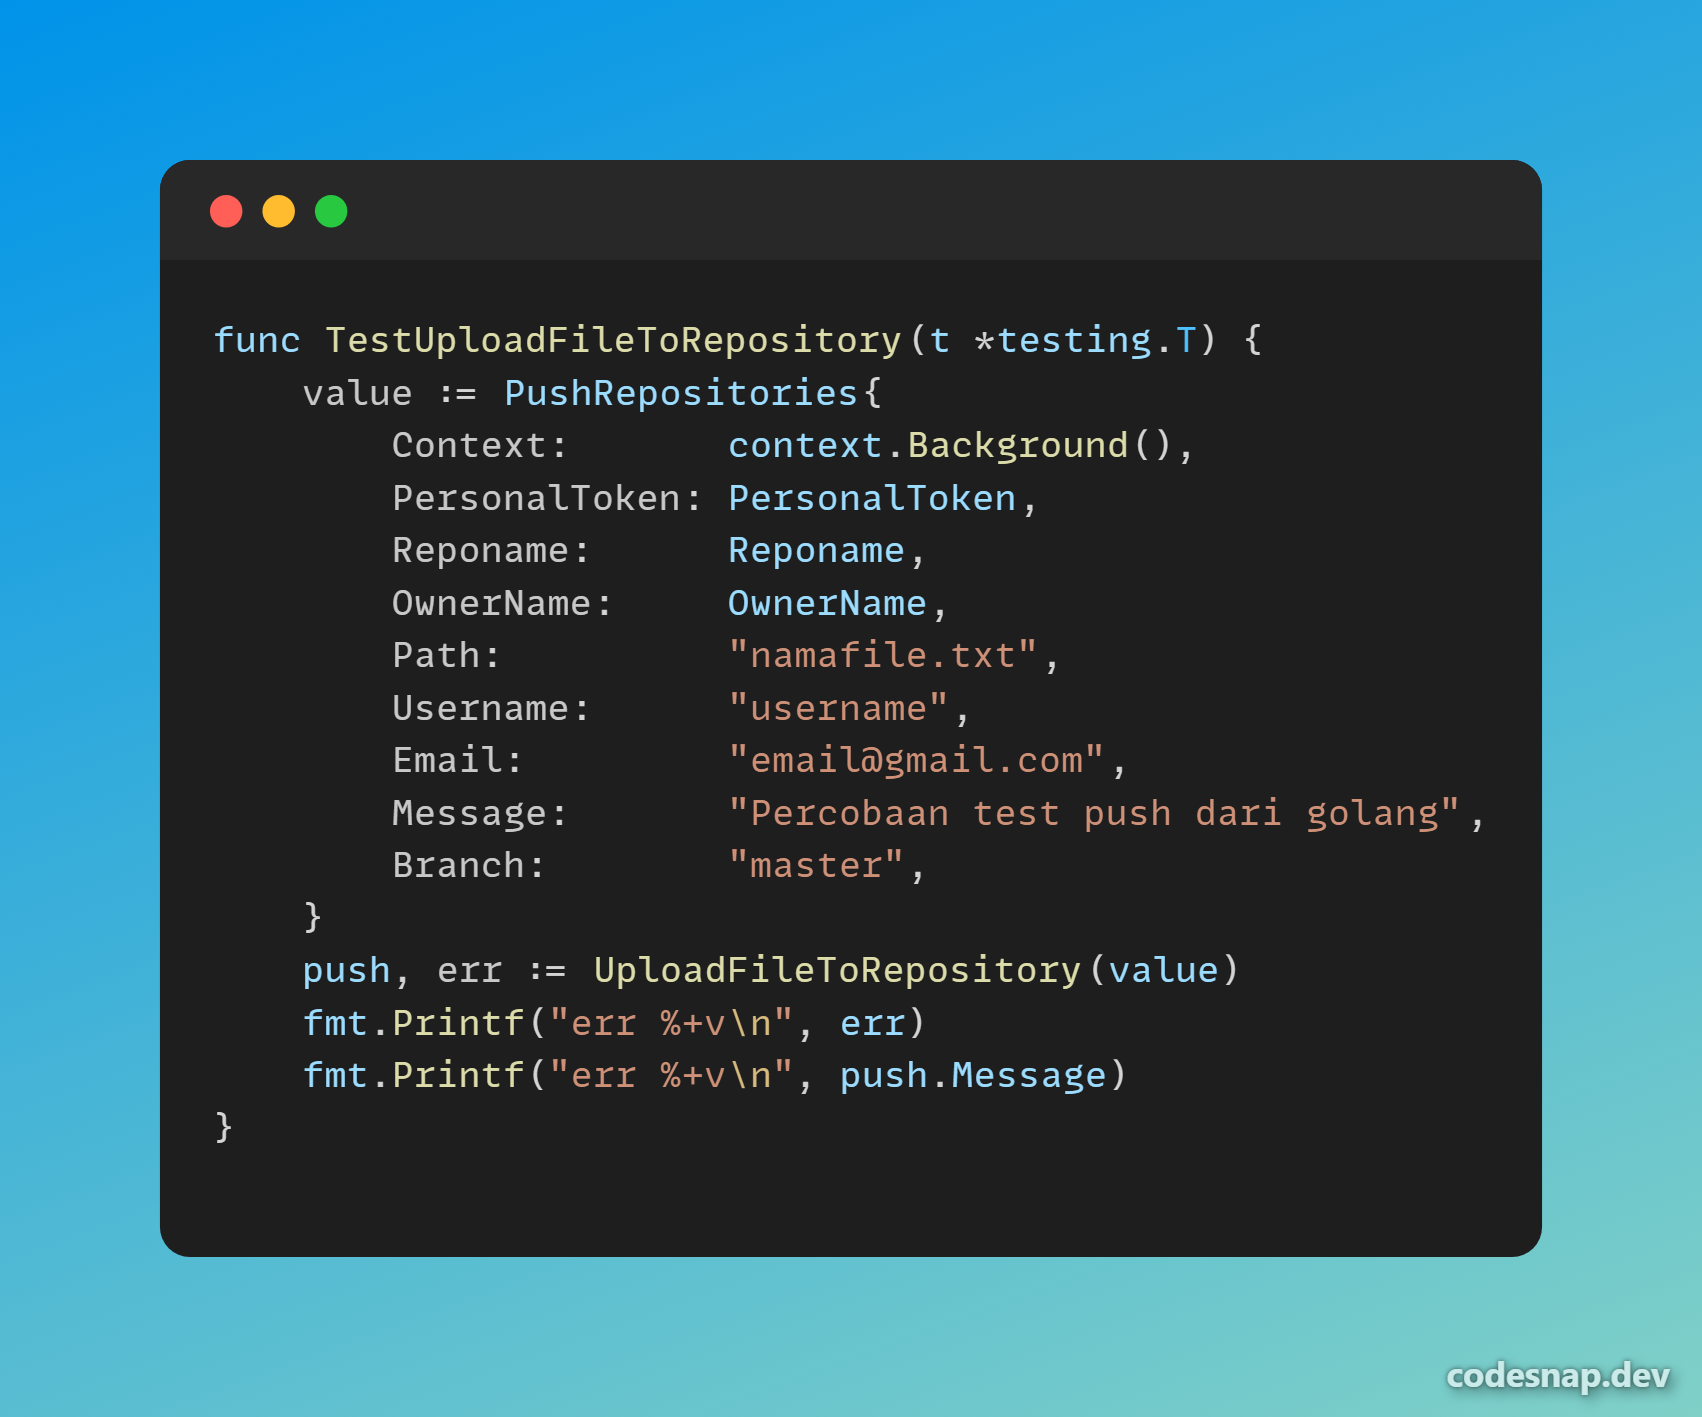 func TestUploadFileToRepository(t *testing.T) {
    value := PushRepositories{
        Context:       context.Background(),
        PersonalToken: PersonalToken,
        Reponame:      Reponame,
        OwnerName:     OwnerName,
        Path:          "namafile.txt",
        Username:      "username",
        Email:         "email@gmail.com",
        Message:       "Percobaan test push dari golang",
        Branch:        "master",
    }
    push, err := UploadFileToRepository(value)
    fmt.Printf("err %+v\n", err)
    fmt.Printf("err %+v\n", push.Message)
}
codesnap.dev